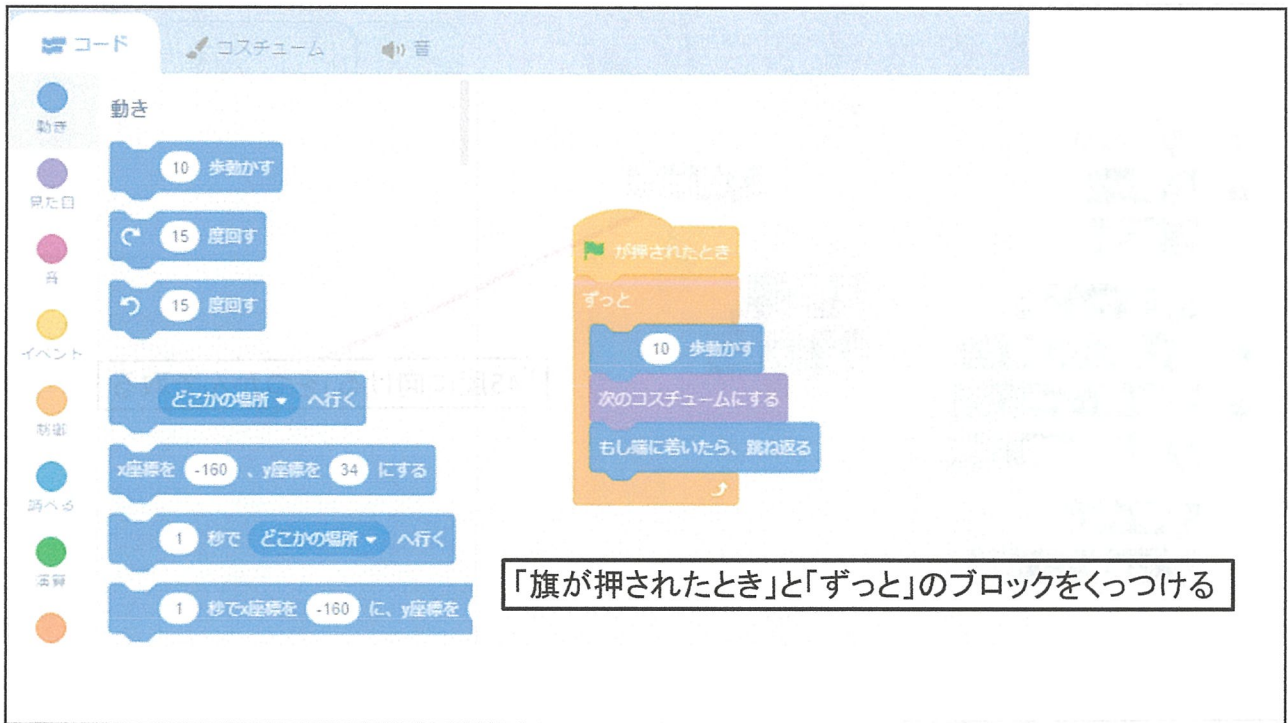 コード
コスチューム
音
動き
見た目
音
イベント
制御
調べる
演算
動き
10 歩動かす
15 度回す
15 度回す
どこかの場所 へ行く
x座標を -160 、y座標を 34 にする
1 秒で どこかの場所 へ行く
1 秒でx座標を -160 に、y座標を
が押されたとき
ずっと
10 歩動かす
次のコスチュームにする
もし端に着いたら、跳ね返る
「旗が押されたとき」と「ずっと」のブロックをくっつける